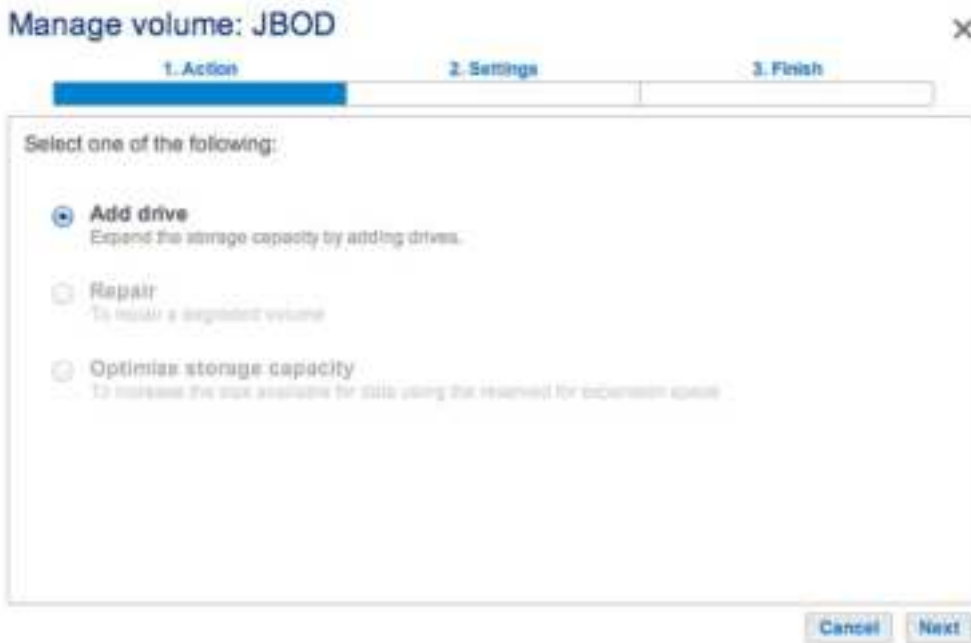 Manage volume: JBOD
1. Action 2. Settings 3. Finish
Select one of the following:
Add drive
Expand the storage capacity by adding drives.
Repair
To repair a degraded volume
Optimise storage capacity
To increase the size available for data using the reserved for expansion space
Cancel Next